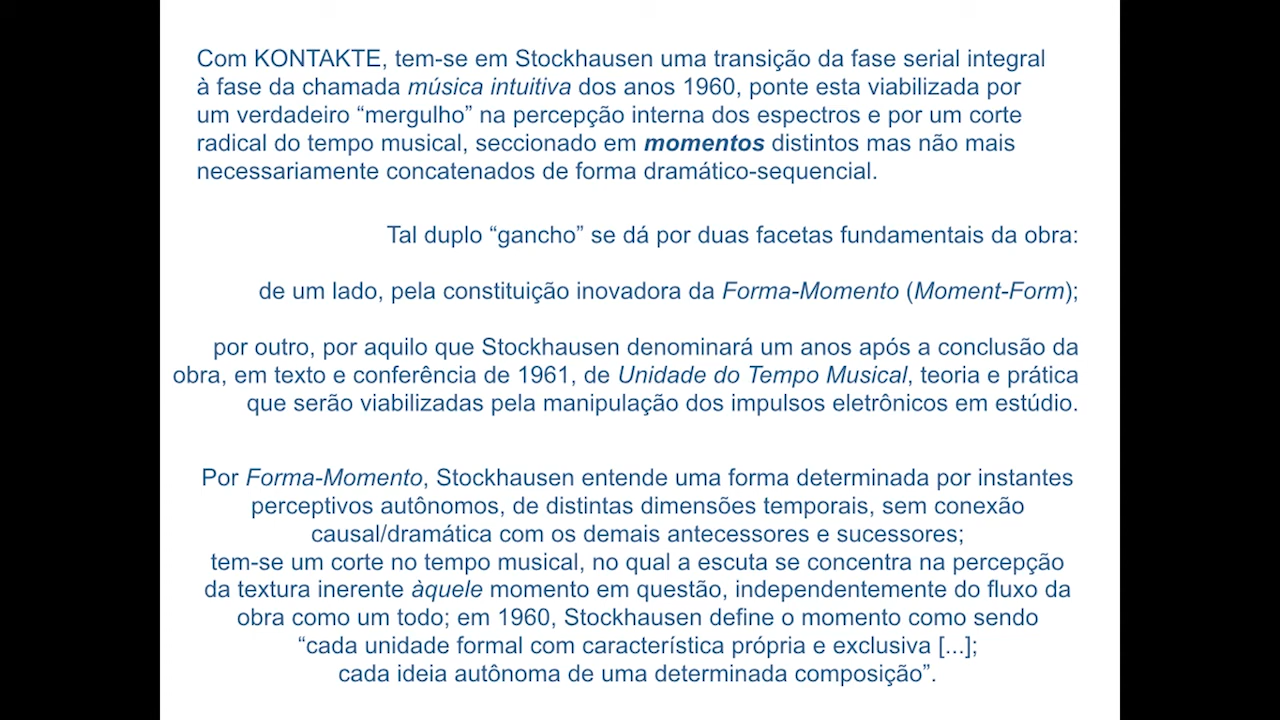 Com KONTAKTE, tem-se em Stockhausen uma transição da fase serial integral
à fase da chamada música intuitiva dos anos 1960, ponte esta viabilizada por
um verdadeiro “mergulho” na percepção interna dos espectros e por um corte
radical do tempo musical, seccionado em momentos distintos mas não mais
necessariamente concatenados de forma dramático-sequencial.
Tal duplo “gancho” se dá por duas facetas fundamentais da obra:
de um lado, pela constituição inovadora da Forma-Momento (Moment-Form);
por outro, por aquilo que Stockhausen denominará um anos após a conclusão da
obra, em texto e conferência de 1961, de Unidade do Tempo Musical, teoria e prática
que serão viabilizadas pela manipulação dos impulsos eletrônicos em estúdio.
Por Forma-Momento, Stockhausen entende uma forma determinada por instantes
perceptivos autônomos, de distintas dimensões temporais, sem conexão
causal/dramática com os demais antecessores e sucessores;
tem-se um corte no tempo musical, no qual a escuta se concentra na percepção
da textura inerente àquele momento em questão, independentemente do fluxo da
obra como um todo; em 1960, Stockhausen define o momento como sendo
“cada unidade formal com característica própria e exclusiva [...];
cada ideia autônoma de uma determinada composição”.